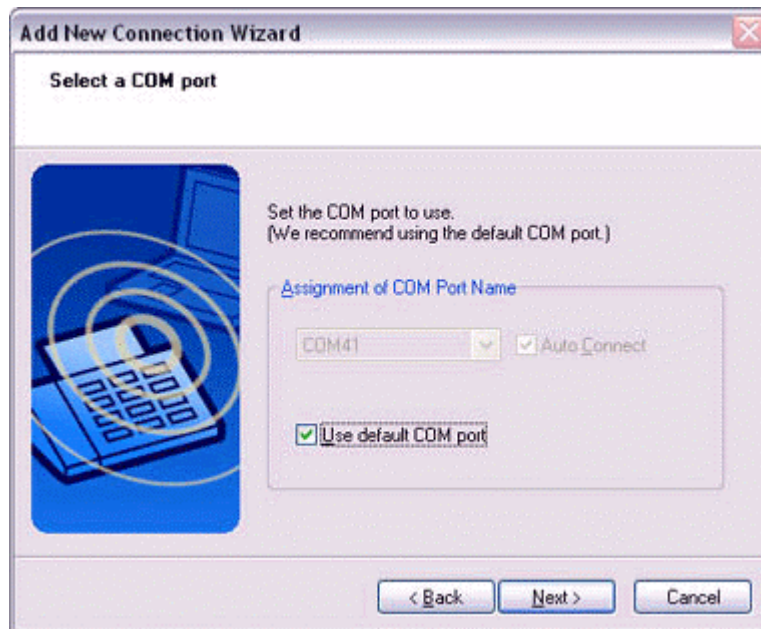 Add New Connection Wizard
Select a COM port
Set the COM port to use.
(We recommend using the default COM port.)
Assignment of COM Port Name
COM41
Auto Connect
Use default COM port
< Back
Next >
Cancel